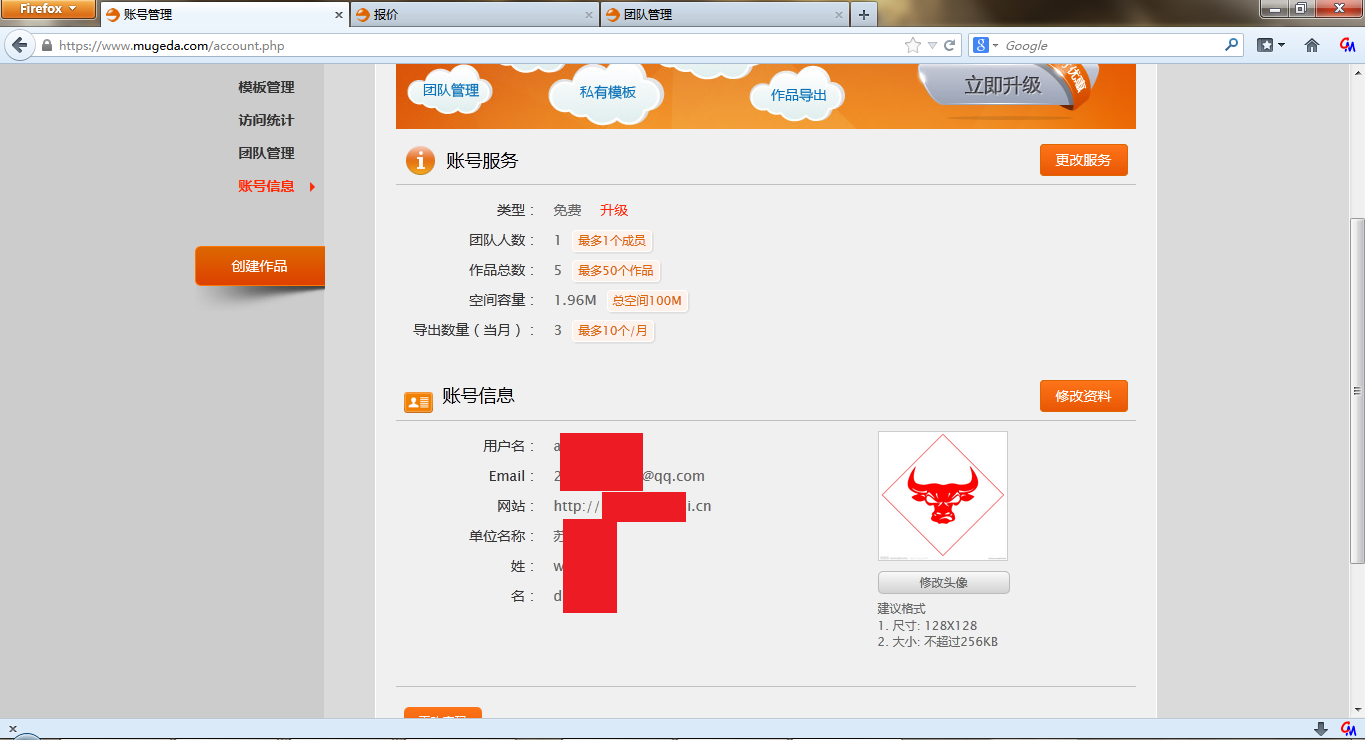 Firefox
账号管理
报价
团队管理
https://www.mugeda.com/account.php
Google
模板管理
访问统计
团队管理
账号信息
创建作品
团队管理
私有模板
作品导出
立即升级
优惠
账号服务
更改服务
类型： 免费 升级
团队人数： 1 最多1个成员
作品总数： 5 最多50个作品
空间容量： 1.96M 总空间100M
导出数量（当月）： 3 最多10个/月
账号信息
修改资料
用户名： a
Email： 2 @qq.com
网站： http:// i.cn
单位名称： 苏
姓： w
名： d
修改头像
建议格式
1. 尺寸: 128X128
2. 大小: 不超过256KB